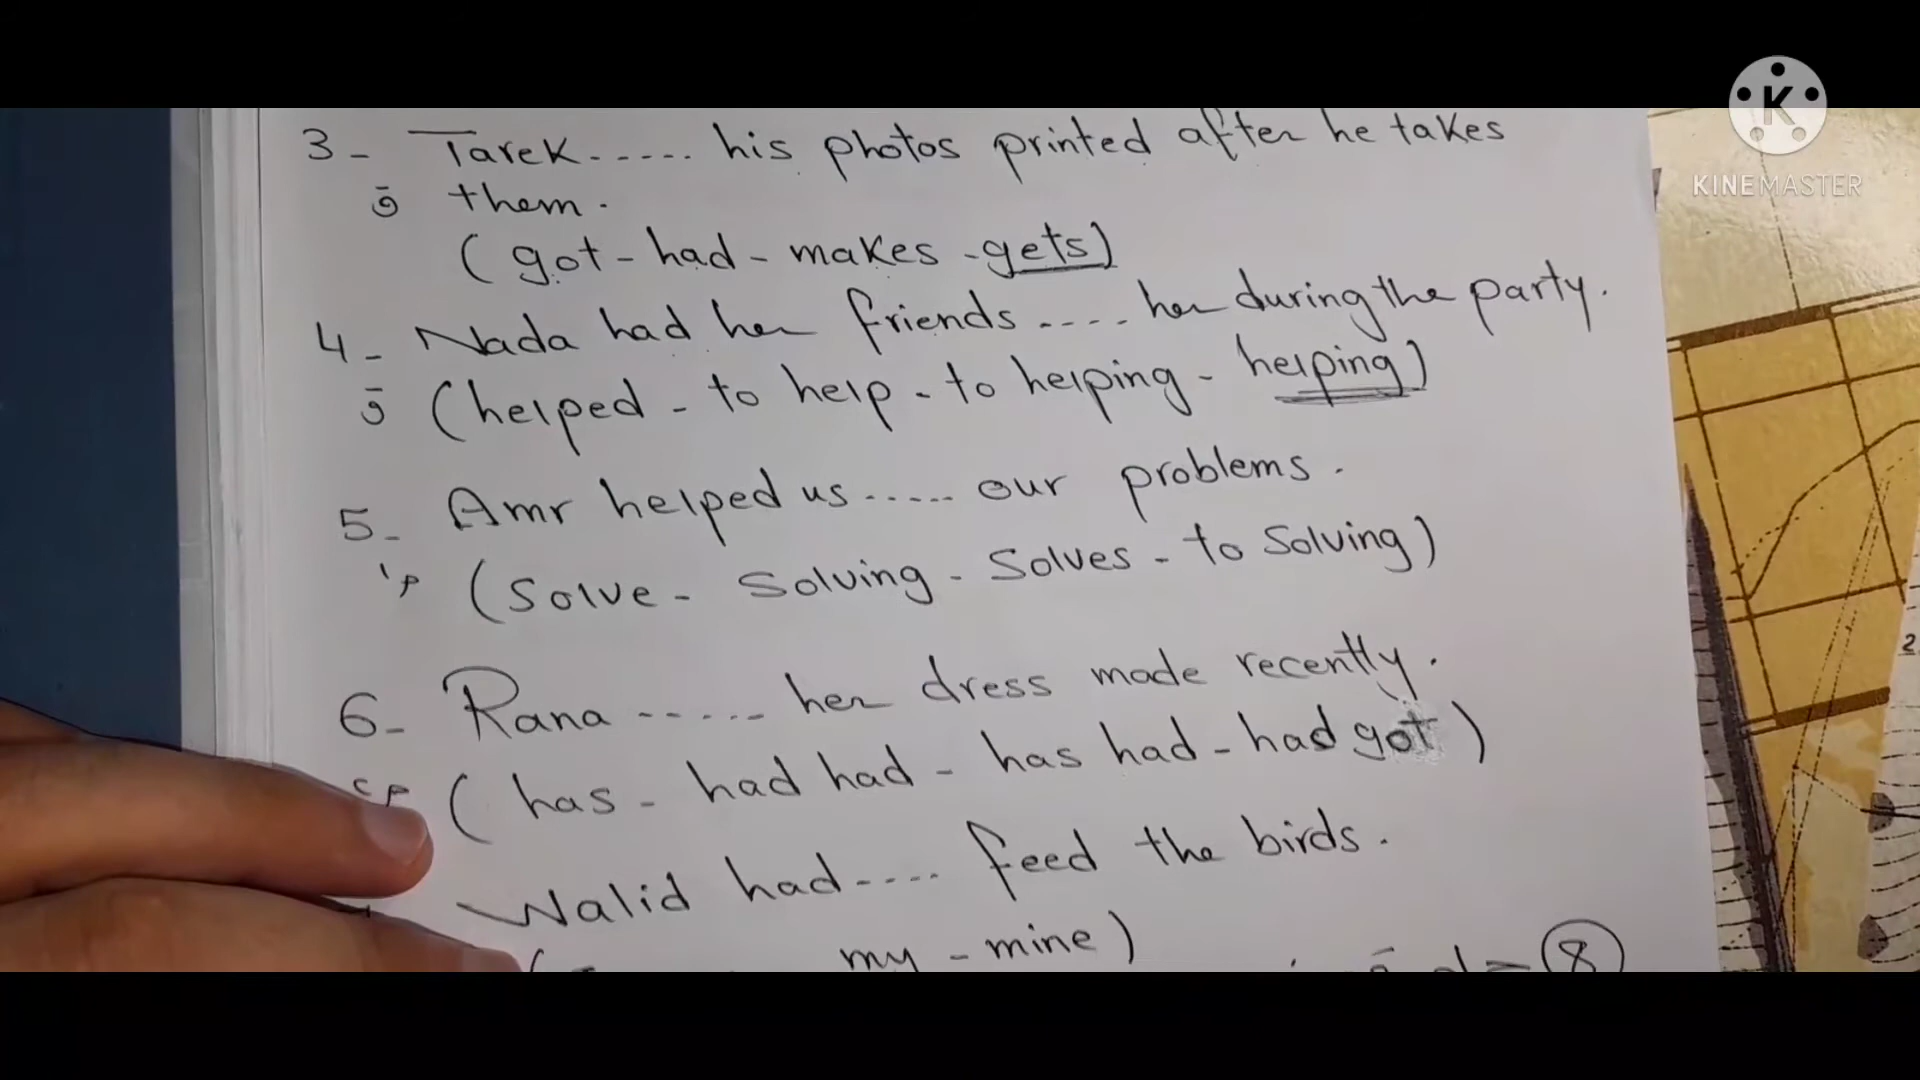 3 - Tarek ..... his photos printed after he takes
them.
(got - had - makes - gets)
4 - Nada had her friends .... her during the party.
(helped - to help - to helping - helping)
5 - Amr helped us ..... our problems.
(Solve - Solving - Solves - to Solving)
6 - Rana ..... her dress made recently.
(has - had had - has had - had got)
Walid had .... feed the birds.
my - mine)
8
K
KINEMASTER
2